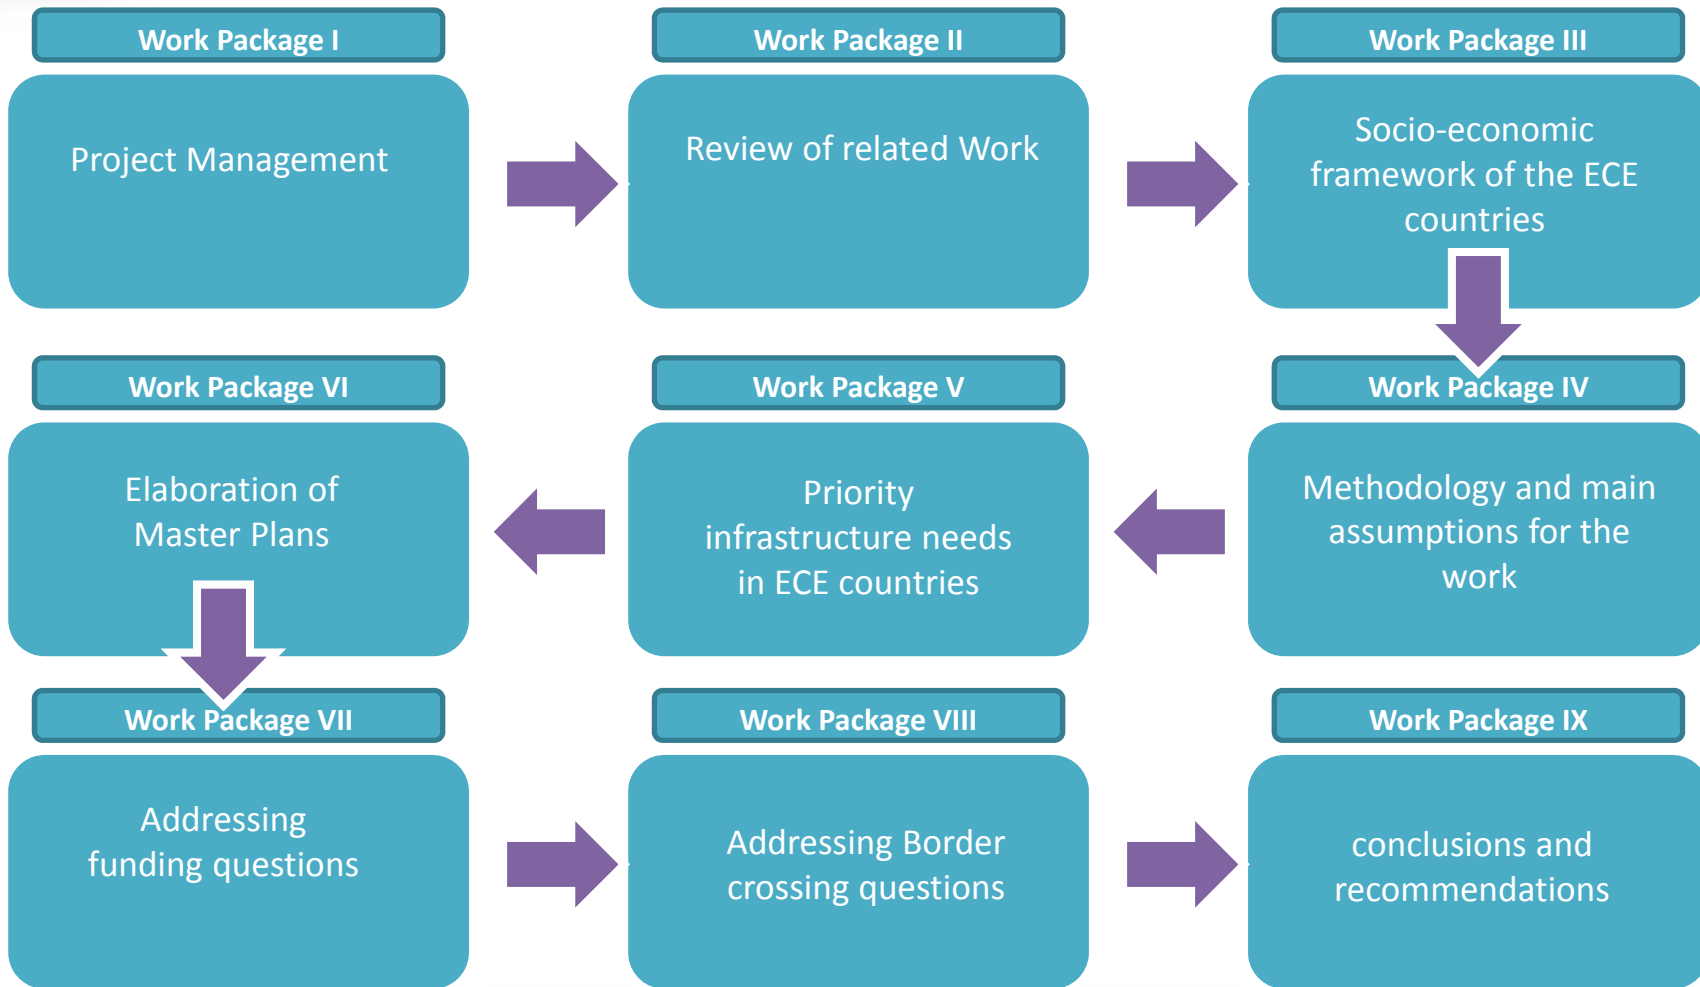 Work Package I
Project Management
Work Package II
Review of related Work
Work Package III
Socio-economic
framework of the ECE
countries
Work Package IV
Methodology and main
assumptions for the
work
Work Package V
Priority
infrastructure needs
in ECE countries
Work Package VI
Elaboration of
Master Plans
Work Package VII
Addressing
funding questions
Work Package VIII
Addressing Border
crossing questions
Work Package IX
conclusions and
recommendations